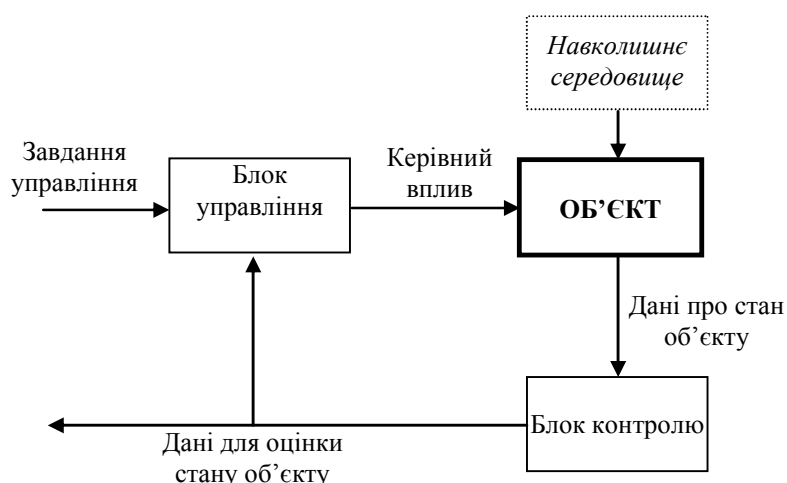 Навколишнє
середовище
Завдання
управління
Блок
управління
Керівний
вплив
ОБ’ЄКТ
Дані про стан
об’єкту
Блок контролю
Дані для оцінки
стану об’єкту